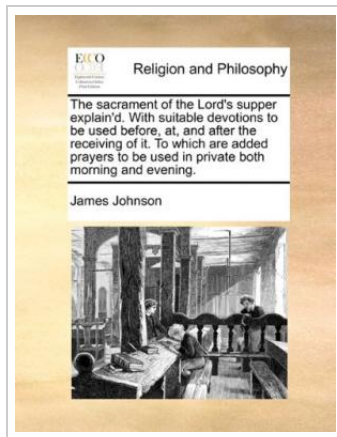 ECCO
Religion and Philosophy
The sacrament of the Lord's supper
explain'd. With suitable devotions to
be used before, at, and after the
receiving of it. To which are added
prayers to be used in private both
morning and evening.
James Johnson